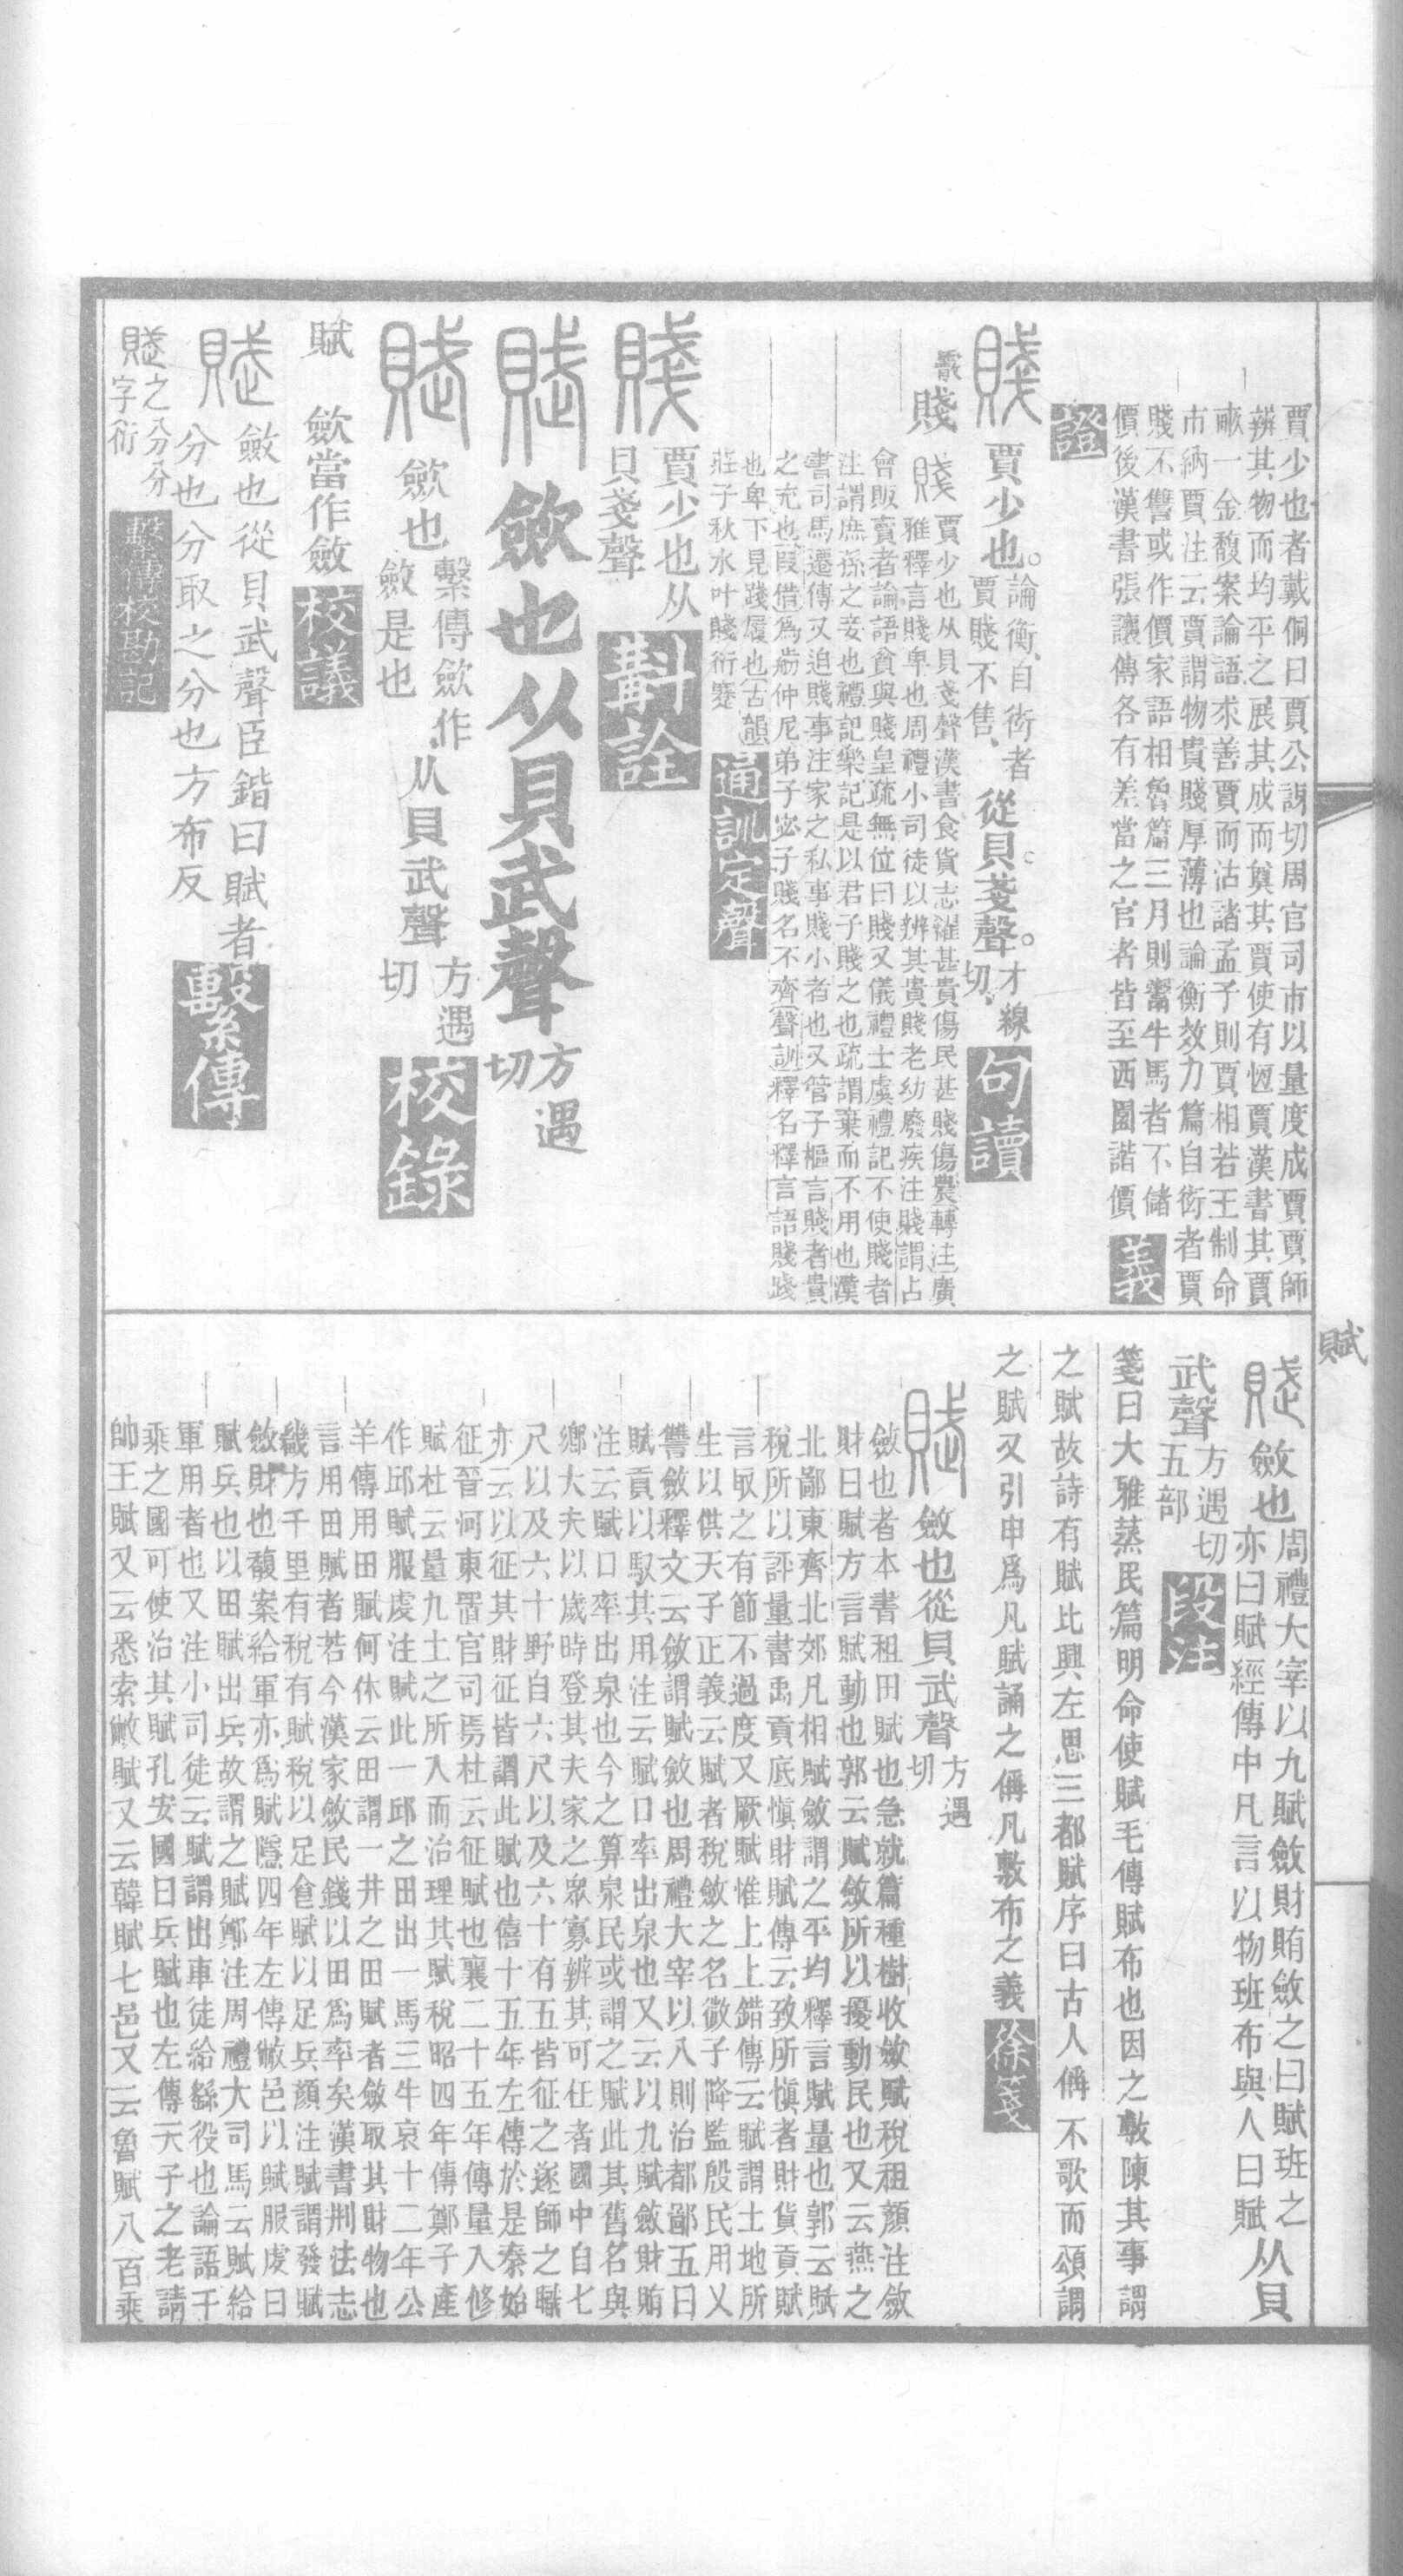 賈少也者戴侗曰賈公訝切周官司市以量度成賈賈師
辨其物而均平之展其成而奠其賈使有恆賈漢書其賈
畝一金馥案論語求善賈而沽諸孟子則賈相若王制命
市納賈注云賈謂物貴賤厚薄也論衡效力篇自衒者賈
賤不讐或作價家語相魯篇三月則鬻牛馬者不儲
價後漢書張讓傳各有差當之官者皆至西園諧價 義
證
賤 賈少也。論衡、自衒者
賈賤不售、從貝。戔聲。才線
切、句讀
賤 賤 賈少也从貝戔聲漢書食貨志糴甚貴傷民甚賤傷農轉注廣
雅釋言賤卑也周禮小司徒以辨其貴賤老幼廢疾注賤謂占
會販賣者論語貧與賤皇疏無位曰賤又儀禮士虞禮記不使賤者
注謂庶孫之妾也禮記樂記是以君子賤之也疏謂棄而不用也漢
書司馬遷傳又迫賤事注家之私事賤小者也又管子樞言賤者貴
之充也叚借爲號仲尼弟子宓子賤名不齊聲訓釋名釋言語賤踐
也卑下見踐履也古韻
莊子秋水叶賤衍蹇 通訓定聲
賤 賈少也从
貝戔聲 斠詮
賦 斂也从貝武聲 方遇
切
賦 斂也 繫傳斂作
斂是也 从貝武聲 方遇
切 校錄
賦 斂當作斂 校議
賦 斂也從貝武聲臣鍇曰賦者
分也分取之分也方布反 繫傳
賦之分分分
字衍 繫傳校勘記
賦
賦 斂也 周禮大宰以九賦斂財賄斂之曰賦班之
亦曰賦經傳中凡言以物班布與人曰賦 从貝
武聲 方遇切
五部 段注
箋曰大雅蒸民篇明命使賦毛傳賦布也因之敷陳其事謂
之賦故詩有賦比興左思三都賦序曰古人偁不歌而頌謂
之賦又引申爲凡賦誦之偁凡敷布之義 徐箋
賦 斂也從貝武聲 方遇
切
斂也者本書租田賦也急就篇種樹收斂賦稅租顏注斂
財曰賦方言賦動也郭云賦斂所以擾動民也又云燕之
北鄙東齊北郊凡相賦斂謂之平均釋言賦量也郭云賦
稅所以評量書禹貢底慎財賦傳云致所慎者財貨貢賦
言取之有節不過度又厥賦惟上上錯傳云賦謂土地所
生以供天子正義云賦者稅斂之名微子降監殷民用乂
讐斂釋文云斂謂賦斂也周禮大宰以八則治都鄙五曰
賦貢以馭其用注云賦口率出泉也又云以九賦斂財賄
注云賦口率出泉也今之算泉民或謂之賦此其舊名與
鄉大夫以歲時登其夫家之眾寡辨其可任者國中自七
尺以及六十野自六尺以及六十有五皆征之遂師之職
亦云以征其財征皆謂此賦也僖十五年左傳於是秦始
征晉河東置官司焉杜云征賦也襄二十五年傳量入修
賦杜云量九土之所入而治理其賦稅昭四年傳鄭子產
作邱賦服虔注賦此一邱之田出一馬三牛哀十二年公
羊傳用田賦何休云田謂一井之田賦者斂取其財物也
言用田賦者若今漢家斂民錢以田爲率矣漢書刑法志
畿方千里有稅有賦稅以足食賦以足兵顏注賦謂發賦
斂財也馥案給軍亦爲賦隱四年左傳敝邑以賦服虔曰
賦兵也以田賦出兵故謂之賦鄭注周禮大司馬云賦給
軍用者也又注小司徒云賦謂出車徒給繇役也論語千
乘之國可使治其賦孔安國曰兵賦也左傳天子之老請
帥王賦又云悉索敝賦又云韓賦七邑又云魯賦八百乘